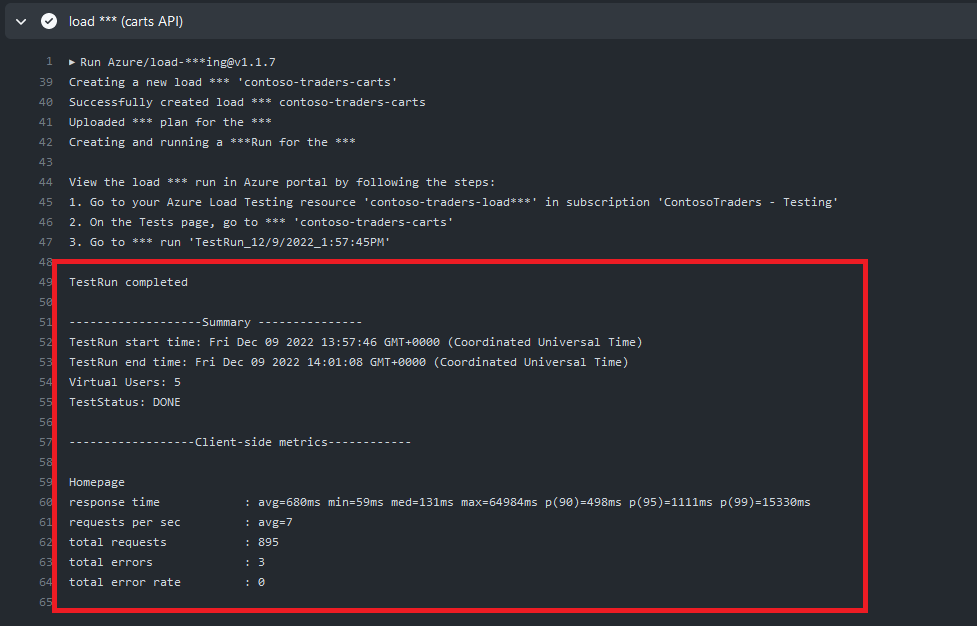 load *** (carts API)
1 ▶ Run Azure/load-***ing@v1.1.7
39 Creating a new load *** 'contoso-traders-carts'
40 Successfully created load *** contoso-traders-carts
41 Uploaded *** plan for the ***
42 Creating and running a ***Run for the ***
43
44 View the load *** run in Azure portal by following the steps:
45 1. Go to your Azure Load Testing resource 'contoso-traders-load***' in subscription 'ContosoTraders - Testing'
46 2. On the Tests page, go to *** 'contoso-traders-carts'
47 3. Go to *** run 'TestRun_12/9/2022_1:57:45PM'
48
49 TestRun completed
50
51 -------------------Summary ---------------
52 TestRun start time: Fri Dec 09 2022 13:57:46 GMT+0000 (Coordinated Universal Time)
53 TestRun end time: Fri Dec 09 2022 14:01:08 GMT+0000 (Coordinated Universal Time)
54 Virtual Users: 5
55 TestStatus: DONE
56
57 ------------------Client-side metrics------------
58
59 Homepage
60 response time : avg=680ms min=59ms med=131ms max=64984ms p(90)=498ms p(95)=1111ms p(99)=15330ms
61 requests per sec : avg=7
62 total requests : 895
63 total errors : 3
64 total error rate : 0
65